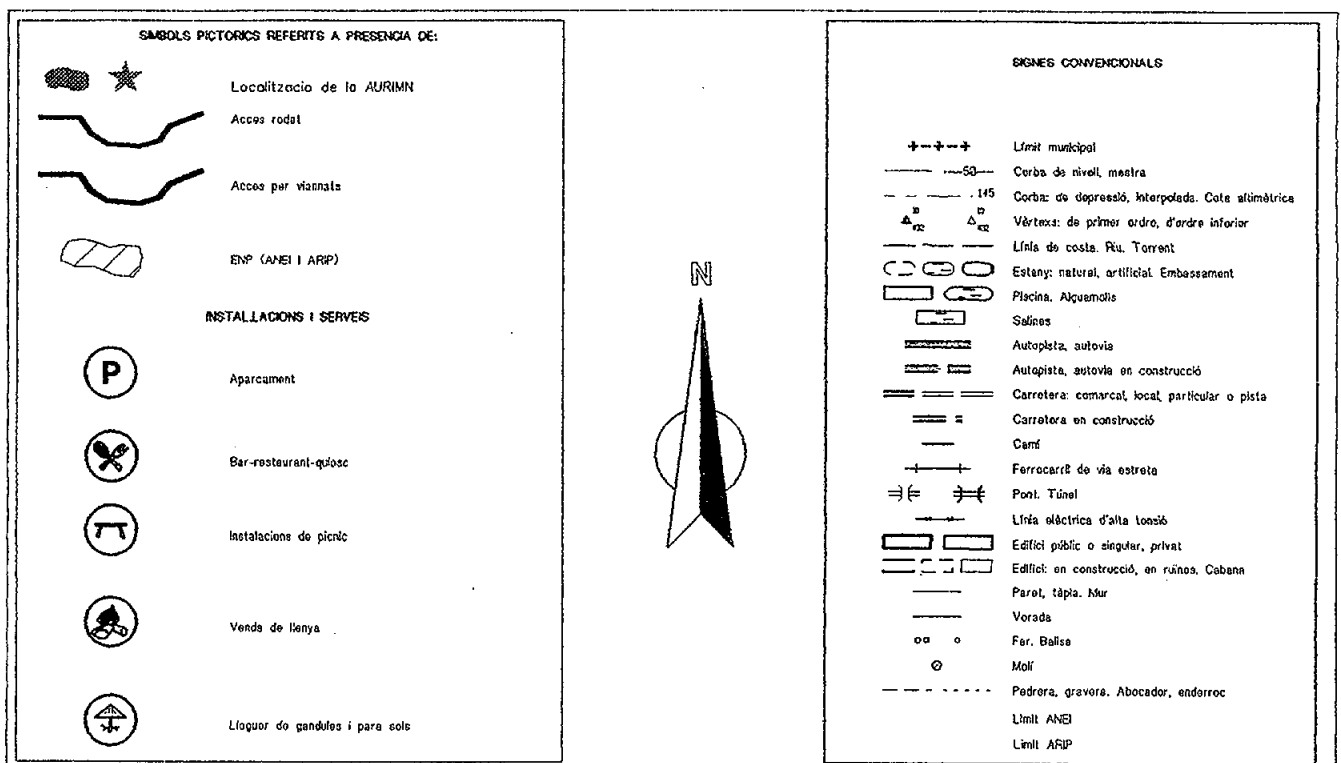 SIMBOLS PICTORICS REFERITS A PRESENCIA DE:
Localitzacio de la AURIMN
Acces rodat
Acces per viannats
ENP (ANEI I ARIP)
INSTAL.LACIONS I SERVEIS
P
Aparcament
Bar-restaurant-quiosc
Instalacions de picnic
Venda de llenya
Lloguer de gandules i para sols
N
SIGNES CONVENCIONALS
Límit municipal
50
Corba de nivell, mestra
.145
Corba: de depressió, interpolada. Cota altimètrica
Vèrtexs: de primer ordre, d'ordre inferior
Línia de costa. Riu. Torrent
Estany: natural, artificial. Embassament
Piscina. Aiguamolls
Salines
Autopista, autovia
Autopista, autovia en construcció
Carretera: comarcal, local, particular o pista
Carretera en construcció
Camí
Ferrocarril de via estreta
Pont. Túnel
Línia elèctrica d'alta tensió
Edifici públic o singular, privat
Edifici: en construcció, en ruïnes. Cabana
Paret, tàpia. Mur
Vorada
Far. Balisa
Molí
Pedrera, gravera. Abocador, enderroc
Límit ANEI
Límit ARIP